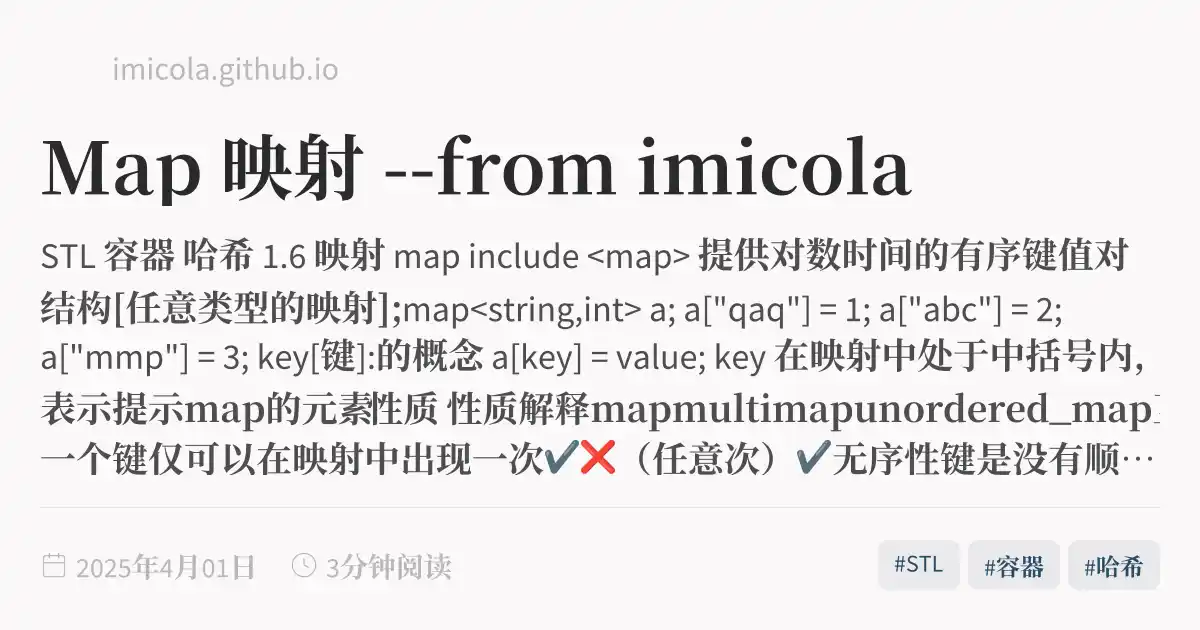 imicola.github.io
Map 映射 --from imicola
STL 容器 哈希 1.6 映射 map include <map> 提供对数时间的有序键值对
结构[任意类型的映射];map<string,int> a; a["qaq"] = 1; a["abc"] = 2;
a["mmp"] = 3; key[键]:的概念 a[key] = value; key 在映射中处于中括号内，
表示提示map的元素性质 性质解释mapmultimapunordered_map
一个键仅可以在映射中出现一次✔️❌（任意次）✔️无序性键是没有顺…
2025年4月01日
3分钟阅读
#STL
#容器
#哈希